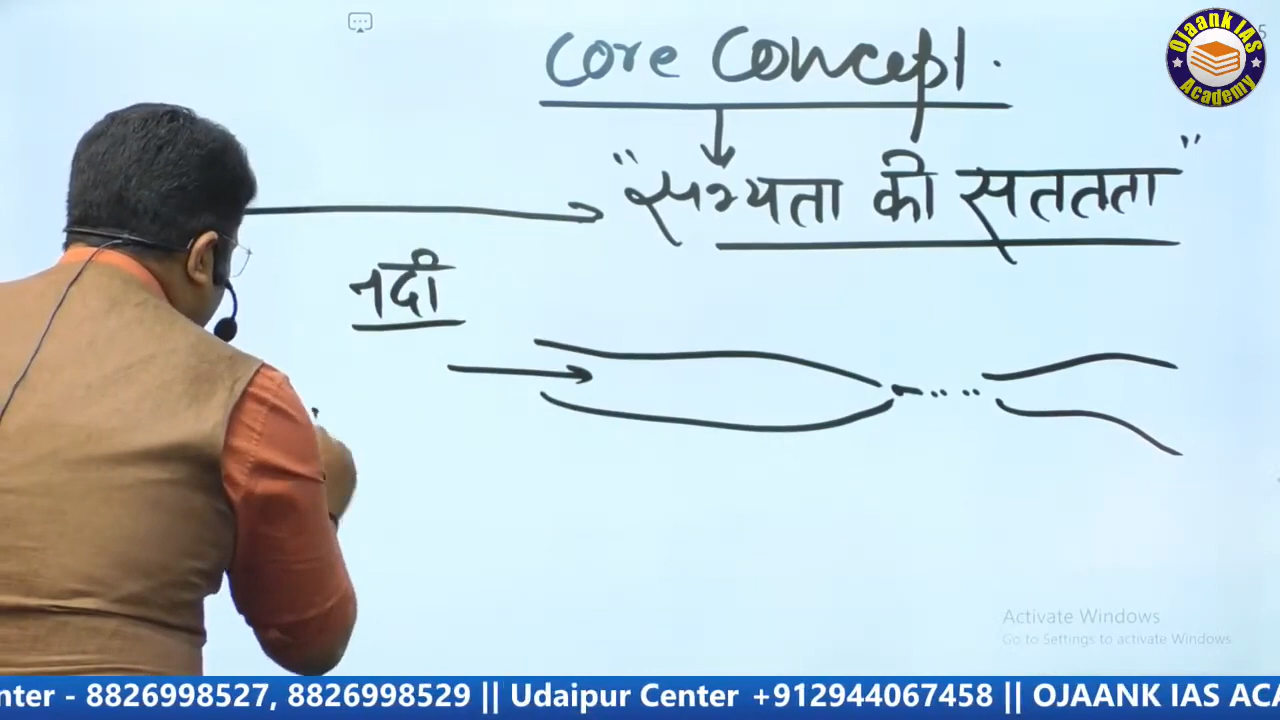 Core Concept.
"सभ्यता की सततता"
नदी
Ojaank IAS Academy
Activate Windows
Go to Settings to activate Windows
nter - 8826998527, 8826998529 || Udaipur Center +912944067458 || OJAANK IAS ACA